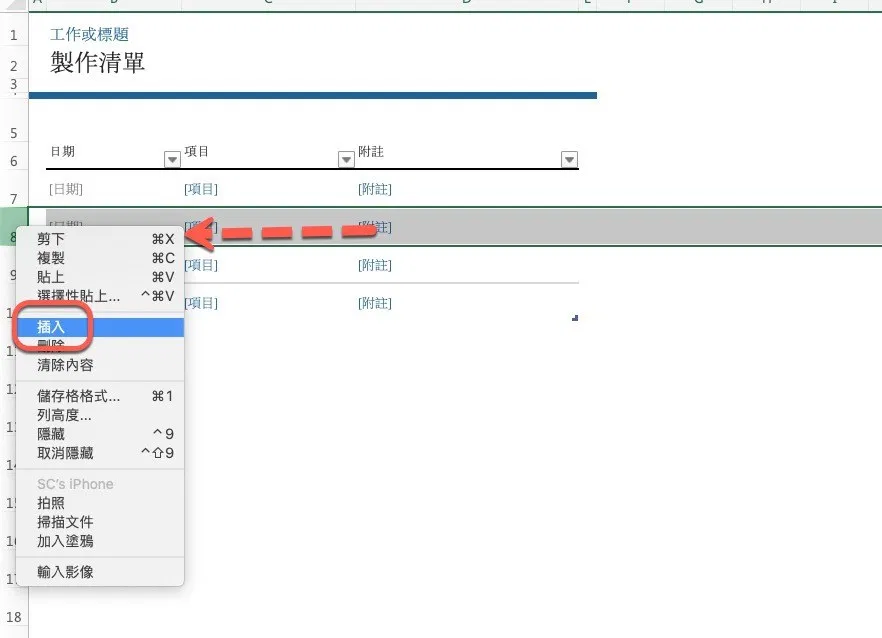 1
工作或標題
2
製作清單
3
5
6
日期 項目 附註
7
[日期] [項目] [附註]
8
[日期] [項目] [附註]
9
[項目] [附註]
[項目] [附註]
剪下 ⌘X
複製 ⌘C
貼上 ⌘V
選擇性貼上... ^⌘V
插入
刪除
清除內容
儲存格格式... ⌘1
列高度...
隱藏 ^9
取消隱藏 ^⇧9
SC's iPhone
拍照
掃描文件
加入塗鴉
輸入影像
18